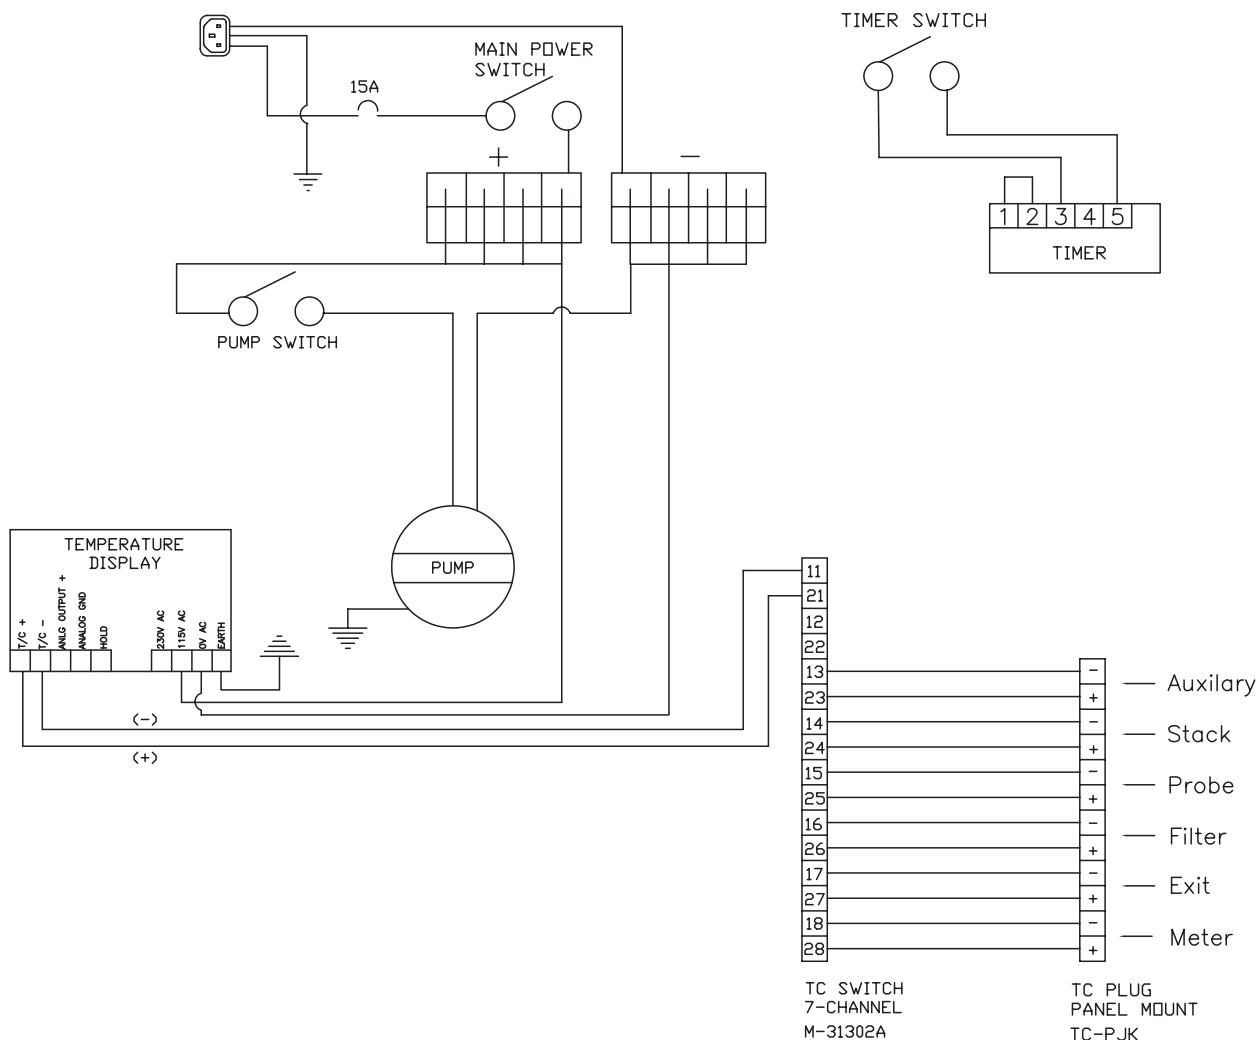 TIMER SWITCH
MAIN POWER
SWITCH
15A
+
−
1 2 3 4 5
TIMER
PUMP SWITCH
TEMPERATURE
DISPLAY
PUMP
T/C +
T/C -
ANLG OUTPUT +
ANALOG GND
HOLD
230V AC
115V AC
0V AC
EARTH
(-)
(+)
11
21
12
22
13 -
Auxilary
23 +
14 -
Stack
24 +
15 -
Probe
25 +
16 -
Filter
26 +
17 -
Exit
27 +
18 -
Meter
28 +
TC SWITCH
7-CHANNEL
M-31302A
TC PLUG
PANEL MOUNT
TC-PJK